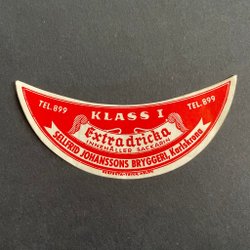 KLASS I
TEL. 899
TEL. 899
Extradricka
INNEHÅLLER SACKARIN
SELLFRID JOHANSSONS BRYGGERI, Karlskrona